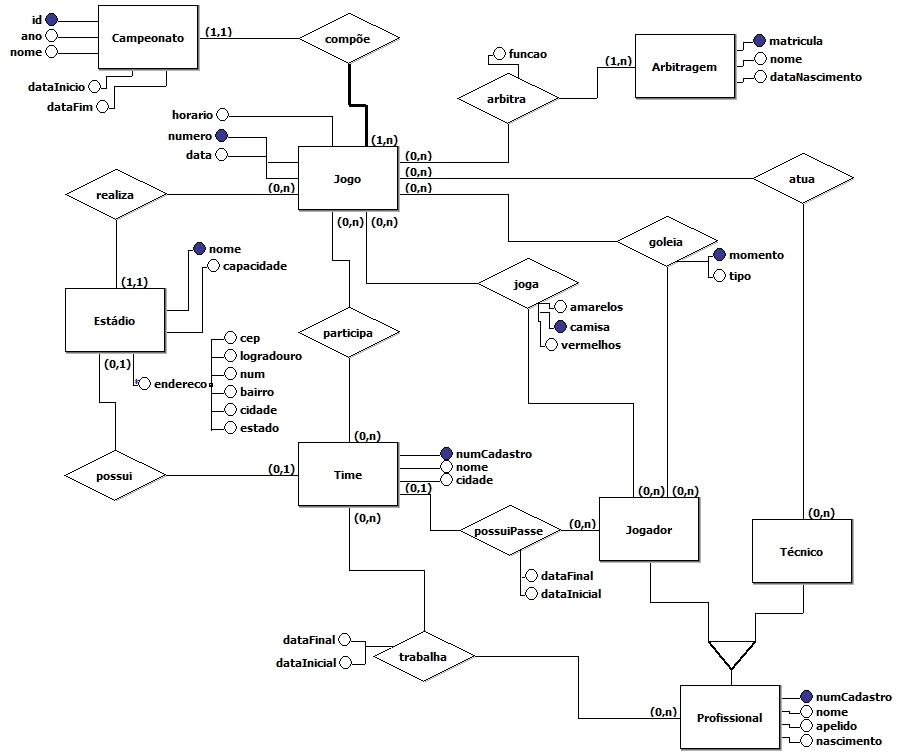 id
ano
nome
Campeonato
(1,1)
compõe
dataInicio
dataFim
funcao
arbitra
(1,n)
Arbitragem
matricula
nome
dataNascimento
horario
numero
data
(1,n)
(0,n)
(0,n)
(0,n)
(0,n)
Jogo
(0,n)
(0,n)
realiza
atua
goleia
momento
tipo
nome
capacidade
(1,1)
Estádio
(0,1)
endereco
cep
logradouro
num
bairro
cidade
estado
joga
amarelos
camisa
vermelhos
participa
(0,n)
possui
(0,1)
Time
numCadastro
nome
cidade
(0,1)
(0,n)
possuiPasse
(0,n)
dataFinal
dataInicial
(0,n)
(0,n)
Jogador
(0,n)
Técnico
dataFinal
dataInicial
trabalha
(0,n)
Profissional
numCadastro
nome
apelido
nascimento